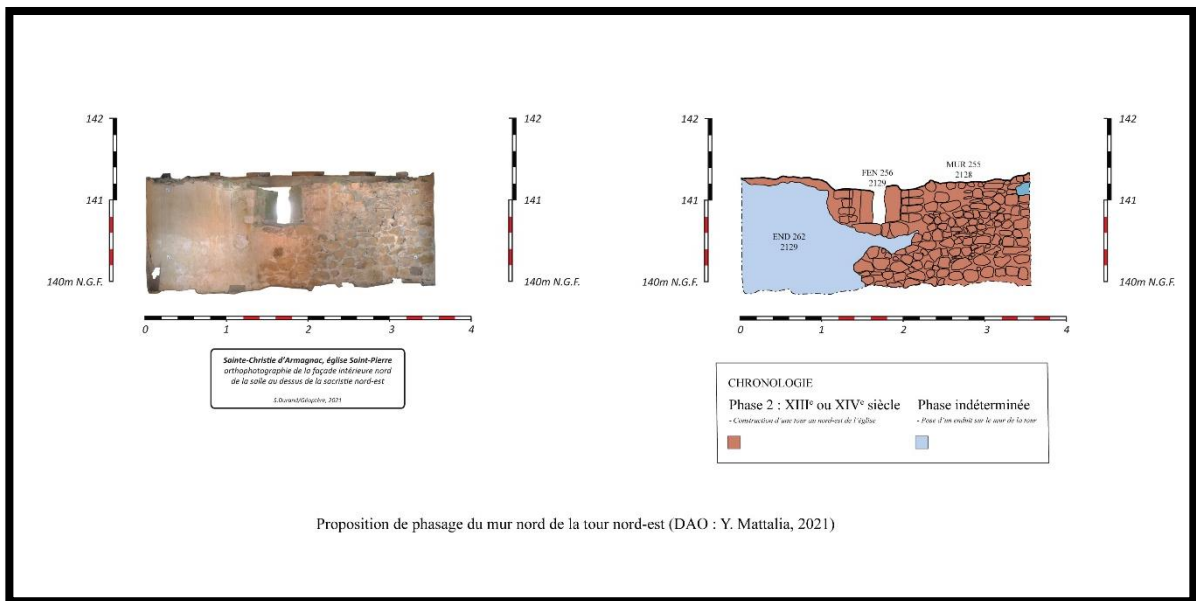 142
141
140m N.G.F.
142
141
140m N.G.F.
0 1 2 3 4
Sainte-Christie d'Armagnac, église Saint-Pierre
orthophotographie de la façade intérieure nord
de la salle au dessus de la sacristie nord-est
S.Durand/Géosphère, 2021
142
141
140m N.G.F.
142
141
140m N.G.F.
FEN 256
2129
MUR 255
2128
END 262
2129
0 1 2 3 4
CHRONOLOGIE
Phase 2 : XIIIe ou XIVe siècle
- Construction d'une tour au nord-est de l'église
Phase indéterminée
- Pose d'un enduit sur le mur de la tour
Proposition de phasage du mur nord de la tour nord-est (DAO : Y. Mattalia, 2021)